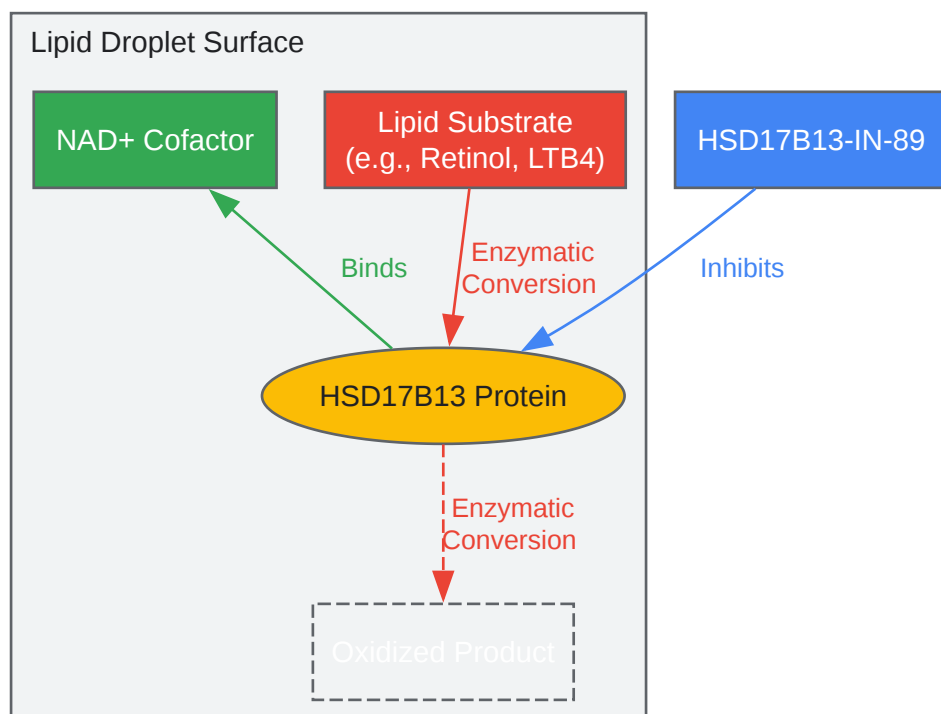 Lipid Droplet Surface
NAD+ Cofactor
Lipid Substrate
(e.g., Retinol, LTB4)
HSD17B13-IN-89
Binds
Enzymatic
Conversion
Inhibits
HSD17B13 Protein
Enzymatic
Conversion
Oxidized Product